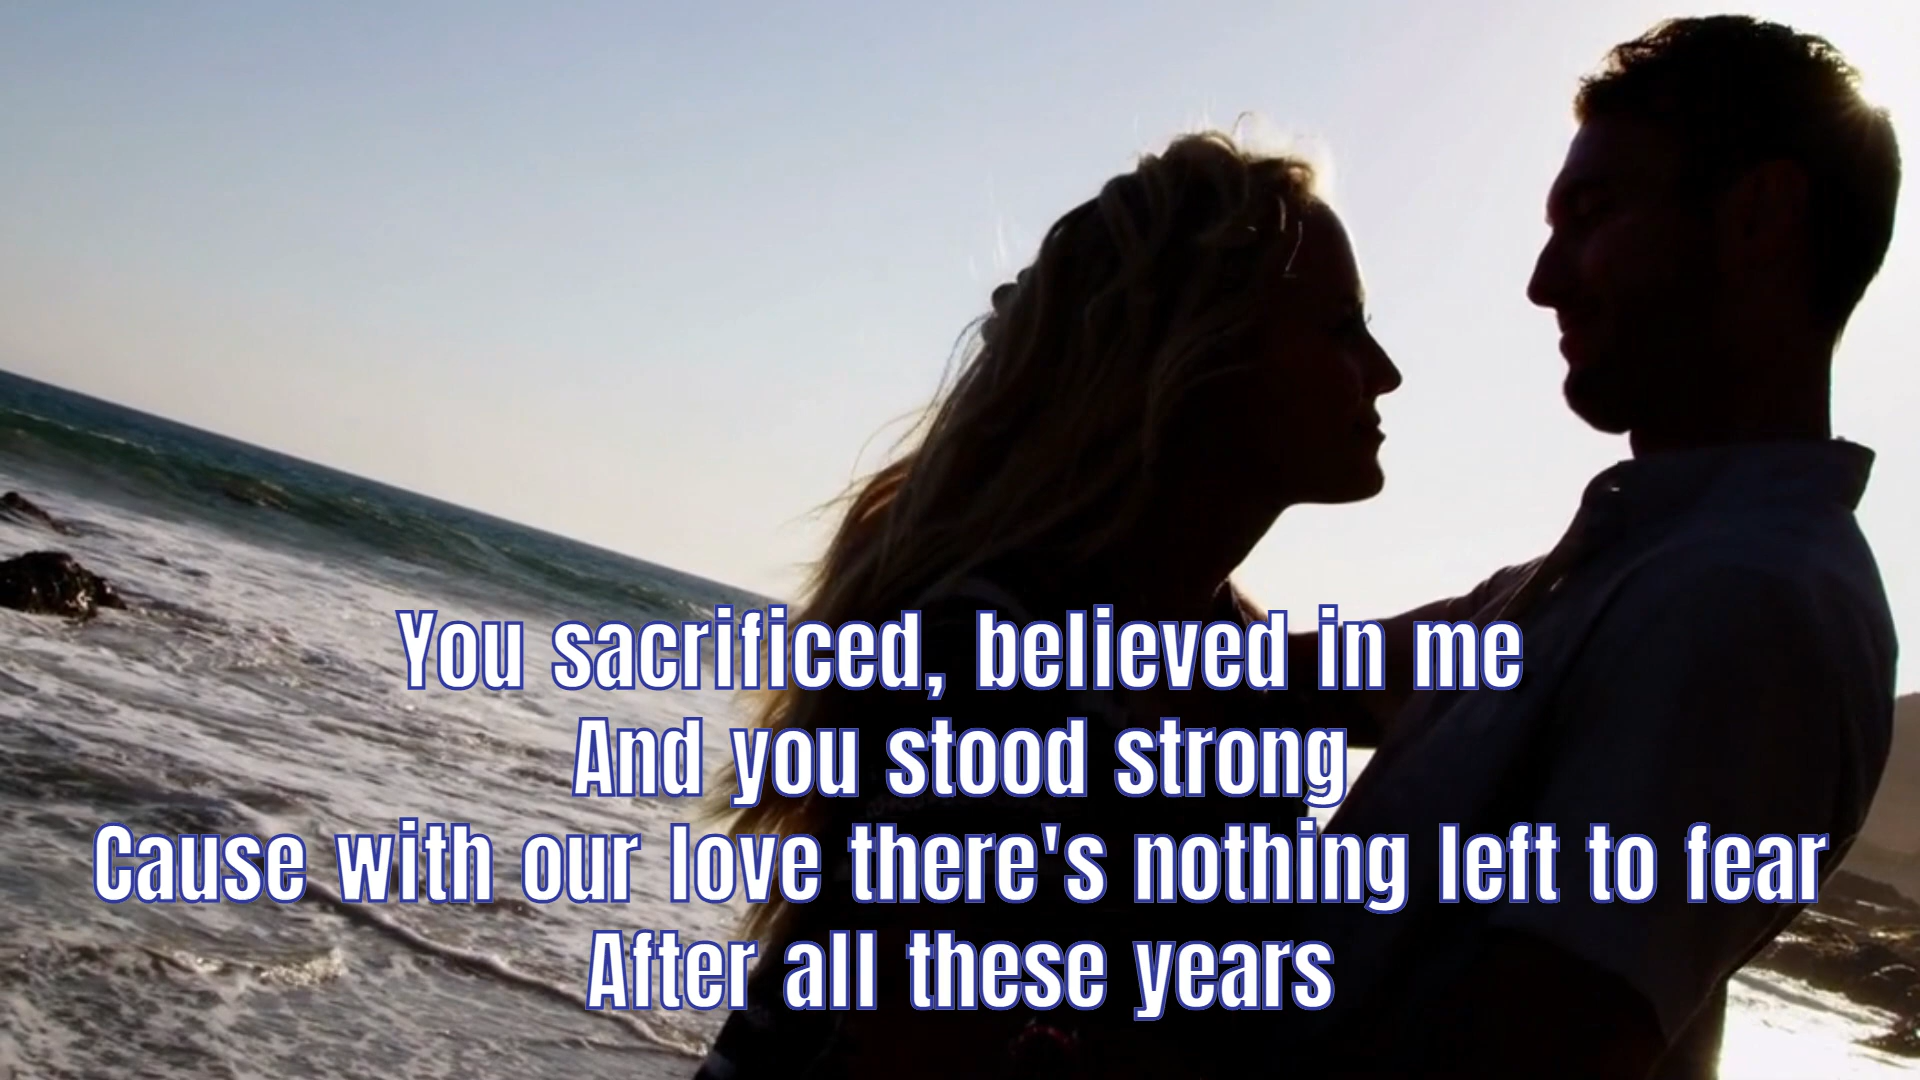 You sacrificed, believed in me
And you stood strong
Cause with our love there's nothing left to fear
After all these years